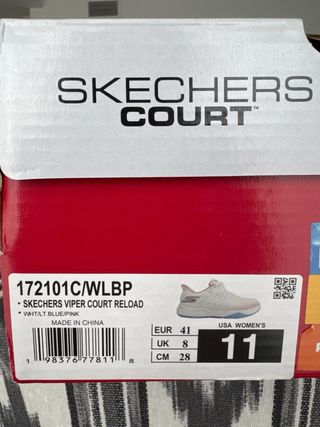 SKECHERS
COURT™
172101C/WLBP
• SKECHERS VIPER COURT RELOAD
• WHT/LT.BLUE/PINK
MADE IN CHINA
1 98376 77811 8
EUR 41
UK 8
CM 28
USA WOMEN'S
11